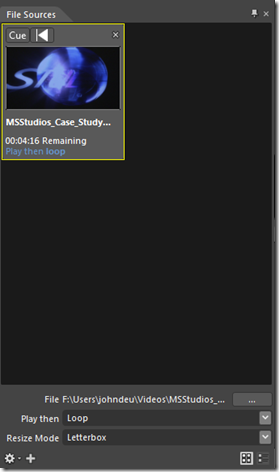 File Sources
Cue
MSStudios_Case_Study...
00:04:16 Remaining
Play then loop
File F:\Users\johndeu\Videos\MSStudios_... ...
Play then Loop
Resize Mode Letterbox